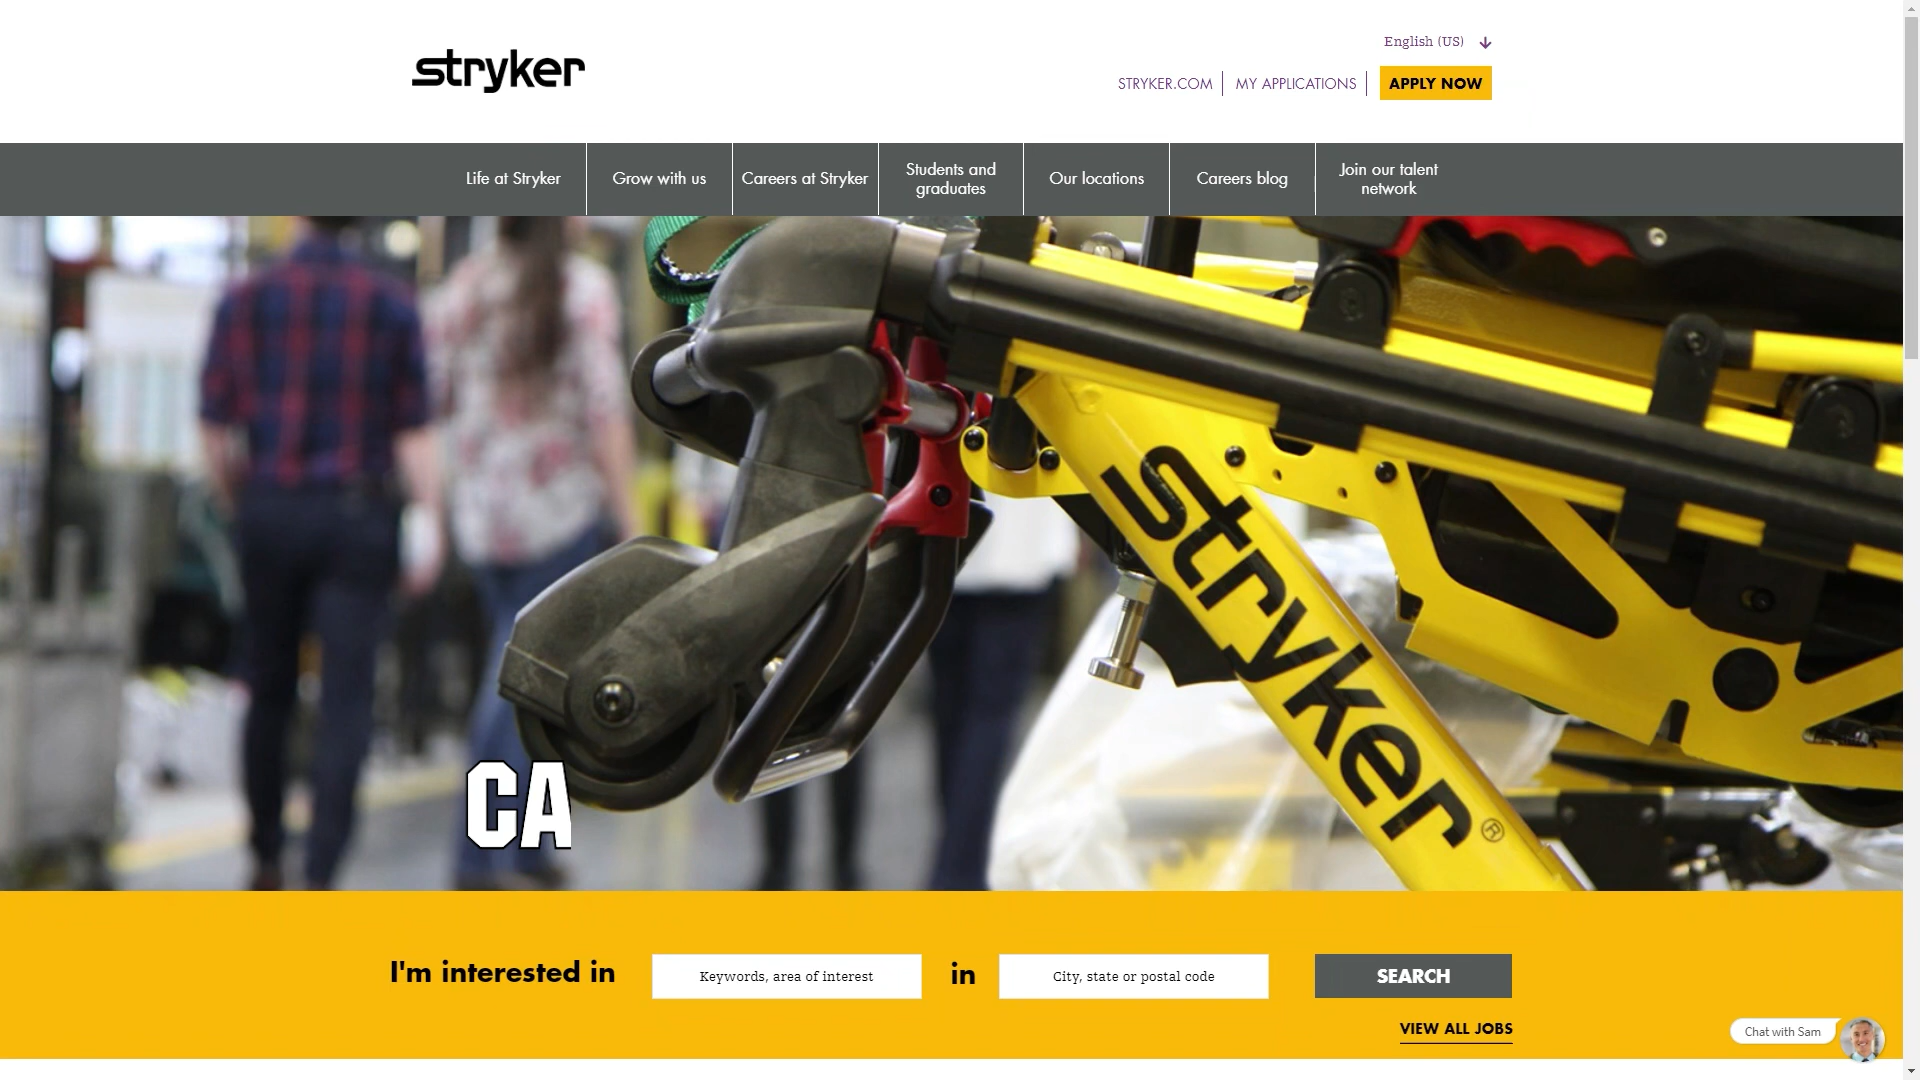 stryker
English (US)
STRYKER.COM
MY APPLICATIONS
APPLY NOW
Life at Stryker
Grow with us
Careers at Stryker
Students and
graduates
Our locations
Careers blog
Join our talent
network
stryker®
CA
I'm interested in
Keywords, area of interest
in
City, state or postal code
SEARCH
VIEW ALL JOBS
Chat with Sam